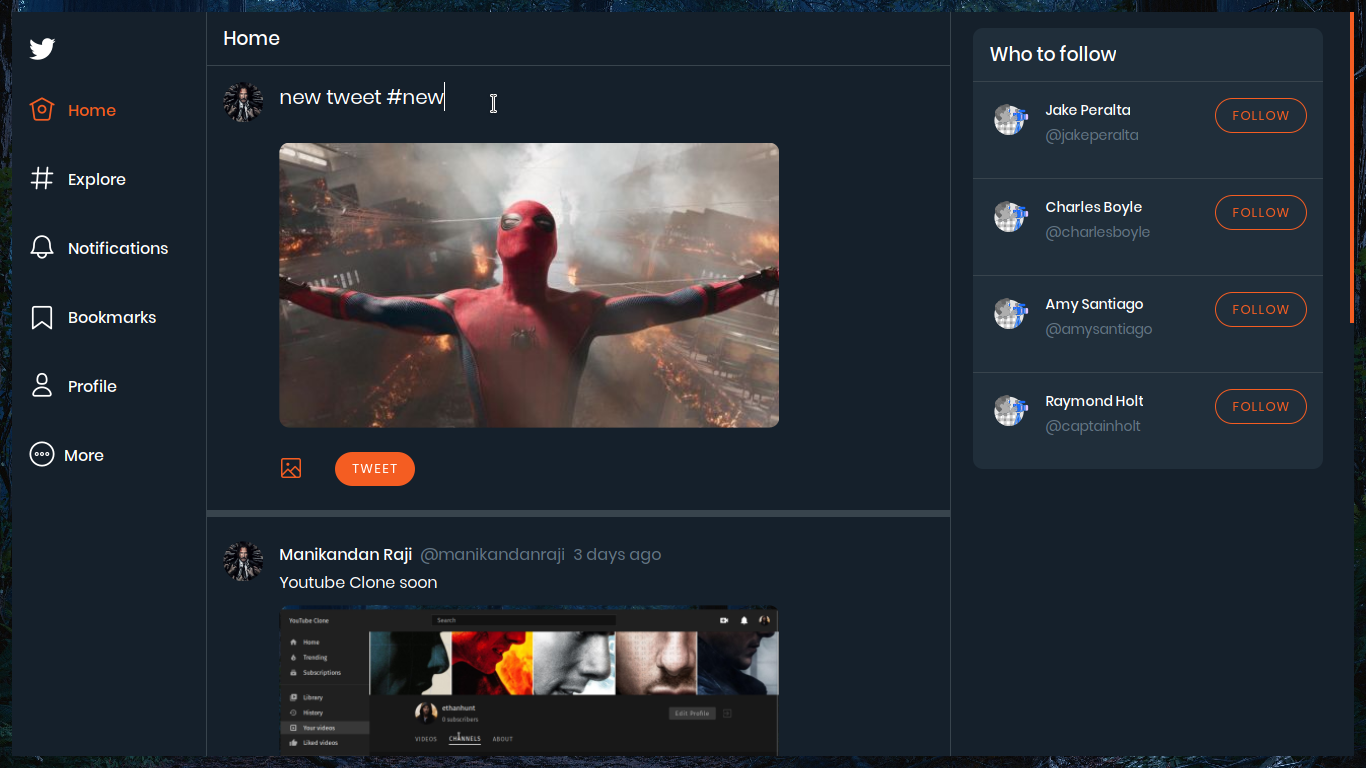 Home
Explore
Notifications
Bookmarks
Profile
More
Home
new tweet #new
TWEET
Manikandan Raji @manikandanraji 3 days ago
Youtube Clone soon
YouTube Clone
Search
Home
Trending
Subscriptions
Library
History
Your videos
Liked videos
ethanhunt
0 subscribers
Edit Profile
VIDEOS CHANNELS ABOUT
Who to follow
Jake Peralta
@jakeperalta
FOLLOW
Charles Boyle
@charlesboyle
FOLLOW
Amy Santiago
@amysantiago
FOLLOW
Raymond Holt
@captainholt
FOLLOW